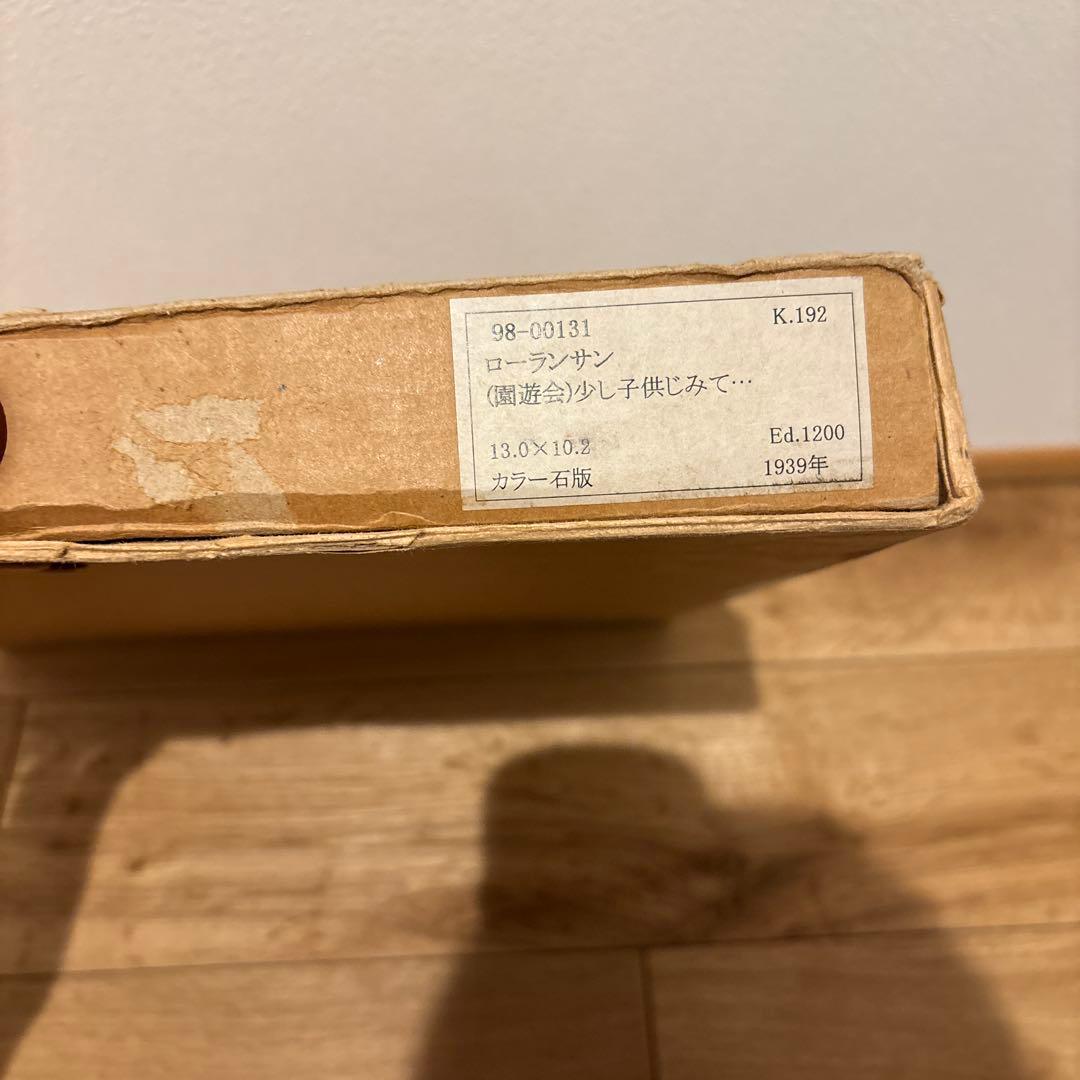 98-00131 K.192
ローランサン
(園遊会)少し子供じみて…
13.0×10.2 Ed.1200
カラー石版 1939年